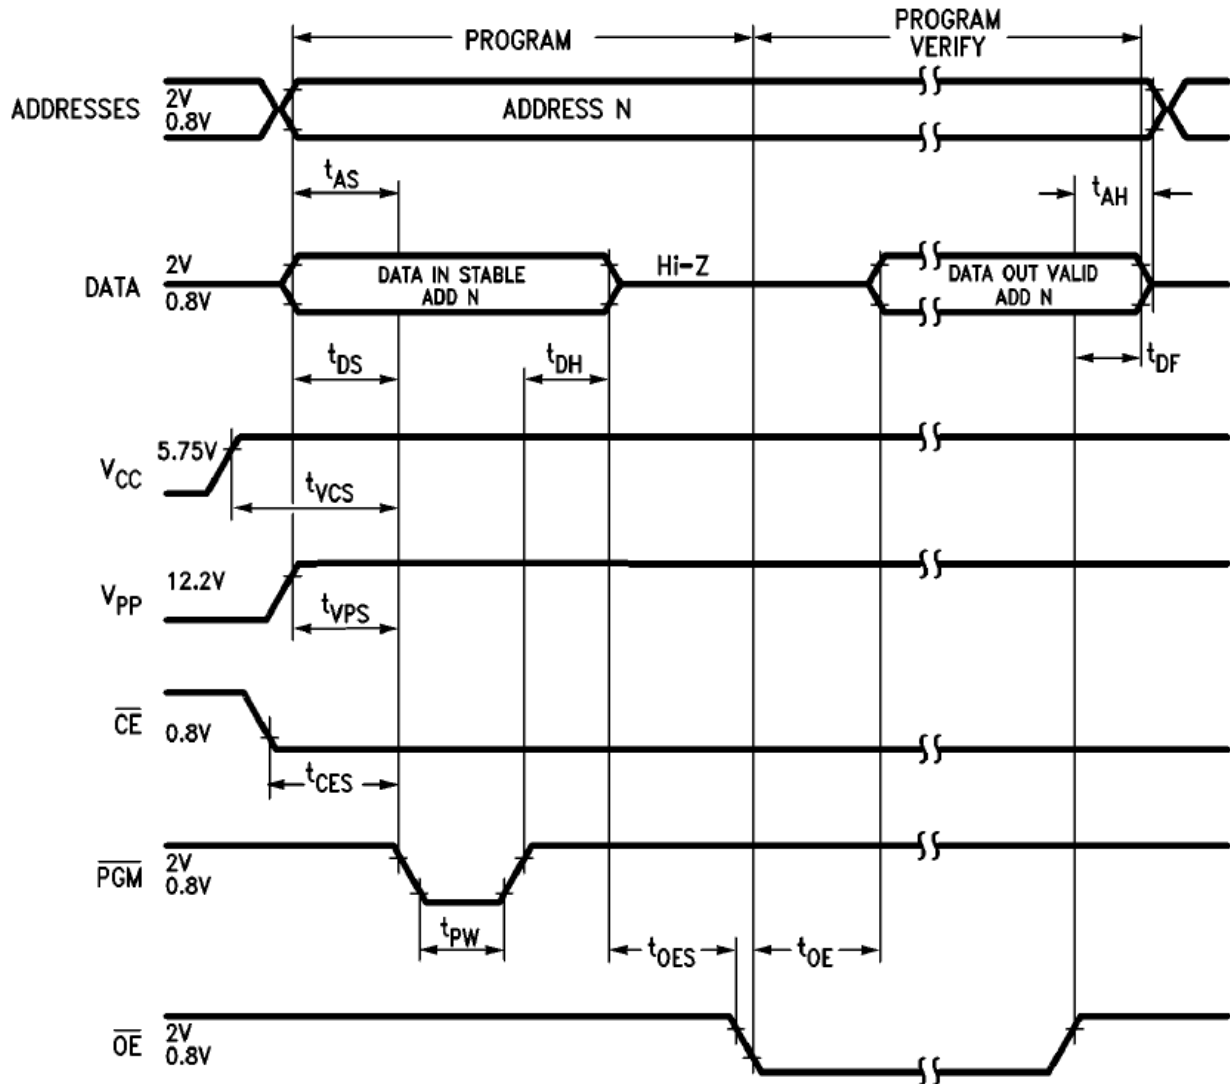 PROGRAM
PROGRAM
VERIFY
ADDRESSES
2V
0.8V
ADDRESS N
tAS
tAH
DATA
2V
0.8V
DATA IN STABLE
ADD N
Hi-Z
DATA OUT VALID
ADD N
tDS
tDH
tDF
VCC
5.75V
tVCS
VPP
12.2V
tVPS
CE
0.8V
tCES
PGM
2V
0.8V
tPW
tOES
tOE
OE
2V
0.8V